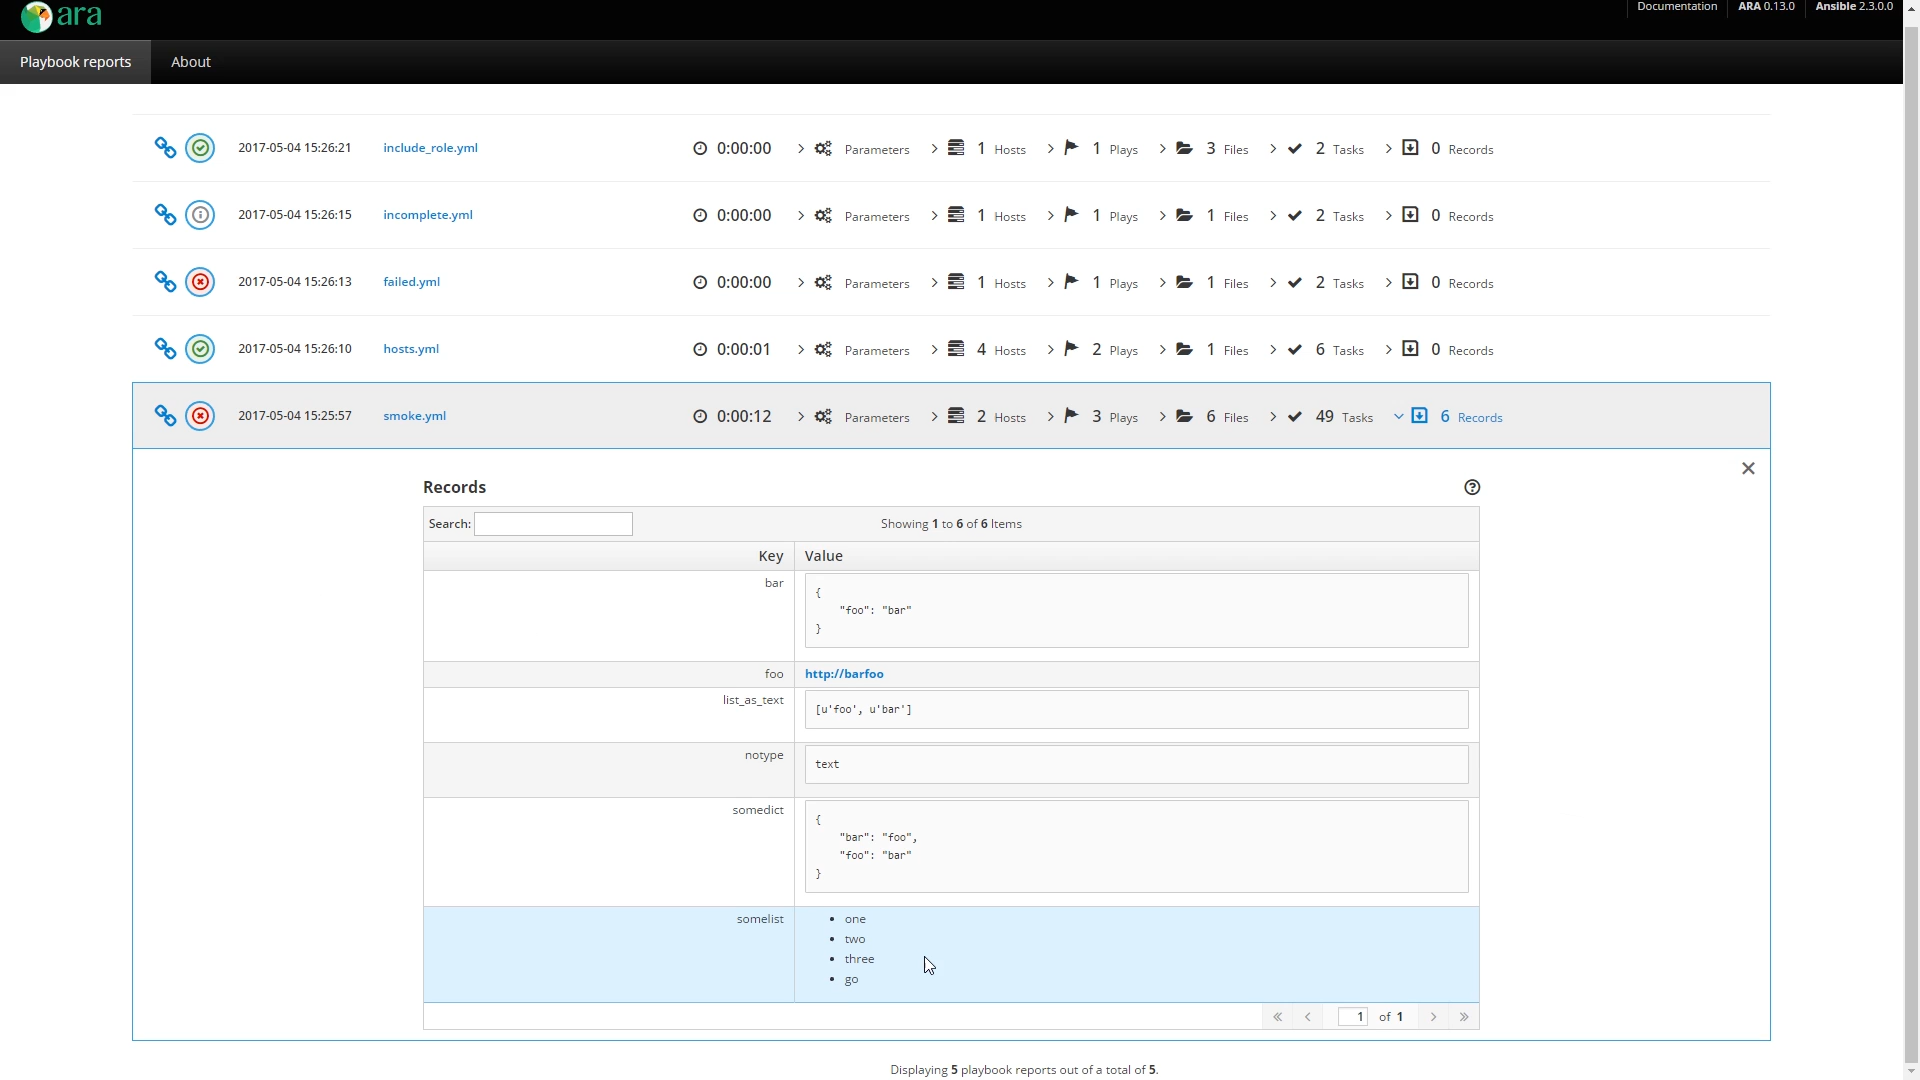 ara
Documentation ARA 0.13.0 Ansible 2.3.0.0
Playbook reports About
2017-05-04 15:26:21 include_role.yml 0:00:00 Parameters 1 Hosts 1 Plays 3 Files 2 Tasks 0 Records
2017-05-04 15:26:15 incomplete.yml 0:00:00 Parameters 1 Hosts 1 Plays 1 Files 2 Tasks 0 Records
2017-05-04 15:26:13 failed.yml 0:00:00 Parameters 1 Hosts 1 Plays 1 Files 2 Tasks 0 Records
2017-05-04 15:26:10 hosts.yml 0:00:01 Parameters 4 Hosts 2 Plays 1 Files 6 Tasks 0 Records
2017-05-04 15:25:57 smoke.yml 0:00:12 Parameters 2 Hosts 3 Plays 6 Files 49 Tasks 6 Records
Records
Search: Showing 1 to 6 of 6 Items
Key Value
bar {
"foo": "bar"
}
foo http://barfoo
list_as_text [u'foo', u'bar']
notype text
somedict {
"bar": "foo",
"foo": "bar"
}
somelist • one
• two
• three
• go
« < 1 of 1 > »
Displaying 5 playbook reports out of a total of 5.